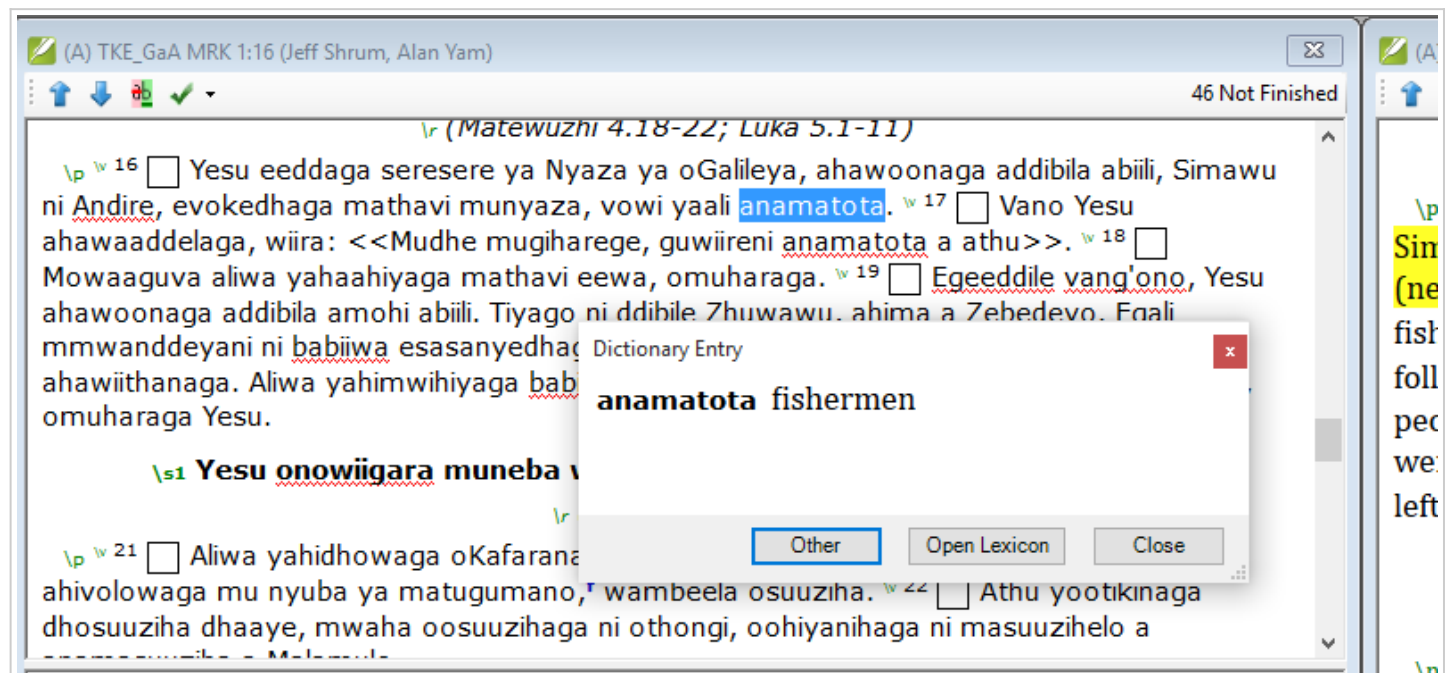 (A) TKE_GaA MRK 1:16 (Jeff Shrum, Alan Yam)
46 Not Finished
\r (Matewuzhi 4.18-22; Luka 5.1-11)
\p \v 16 Yesu eeddaga seresere ya Nyaza ya oGalileya, ahawoonaga addibila abiili, Simawu
ni Andire, evokedhaga mathavi munyaza, vowi yaali anamatota. \v 17 Vano Yesu
ahawaaddelaga, wiira: <<Mudhe mugiharege, guwiireni anamatota a athu>>. \v 18
Mowaaguva aliwa yahaahiyaga mathavi eewa, omuharaga. \v 19 Egeeddile vang'ono, Yesu
ahawoonaga addibila amohi abiili. Tiyago ni ddibile Zhuwawu, ahima a Zebedeyo. Egali
mmwanddeyani ni babiiwa
ahawiithanaga. Aliwa yahimwihiyaga
omuharaga Yesu.
\s1 Yesu onowiigara muneba
\r
\p \v 21 Aliwa yahidhowaga
ahivolowaga mu nyuba ya matugumano,f wambeela osuuziha. \v 22 Athu yootikinaga
dhosuuziha dhaaye, mwaha oosuuzihaga ni othongi, oohiyanihaga ni masuuzihelo a
Dictionary Entry
x
anamatota fishermen
Other
Open Lexicon
Close
(A)
\p
Sim
(ne
fish
foll
peo
left